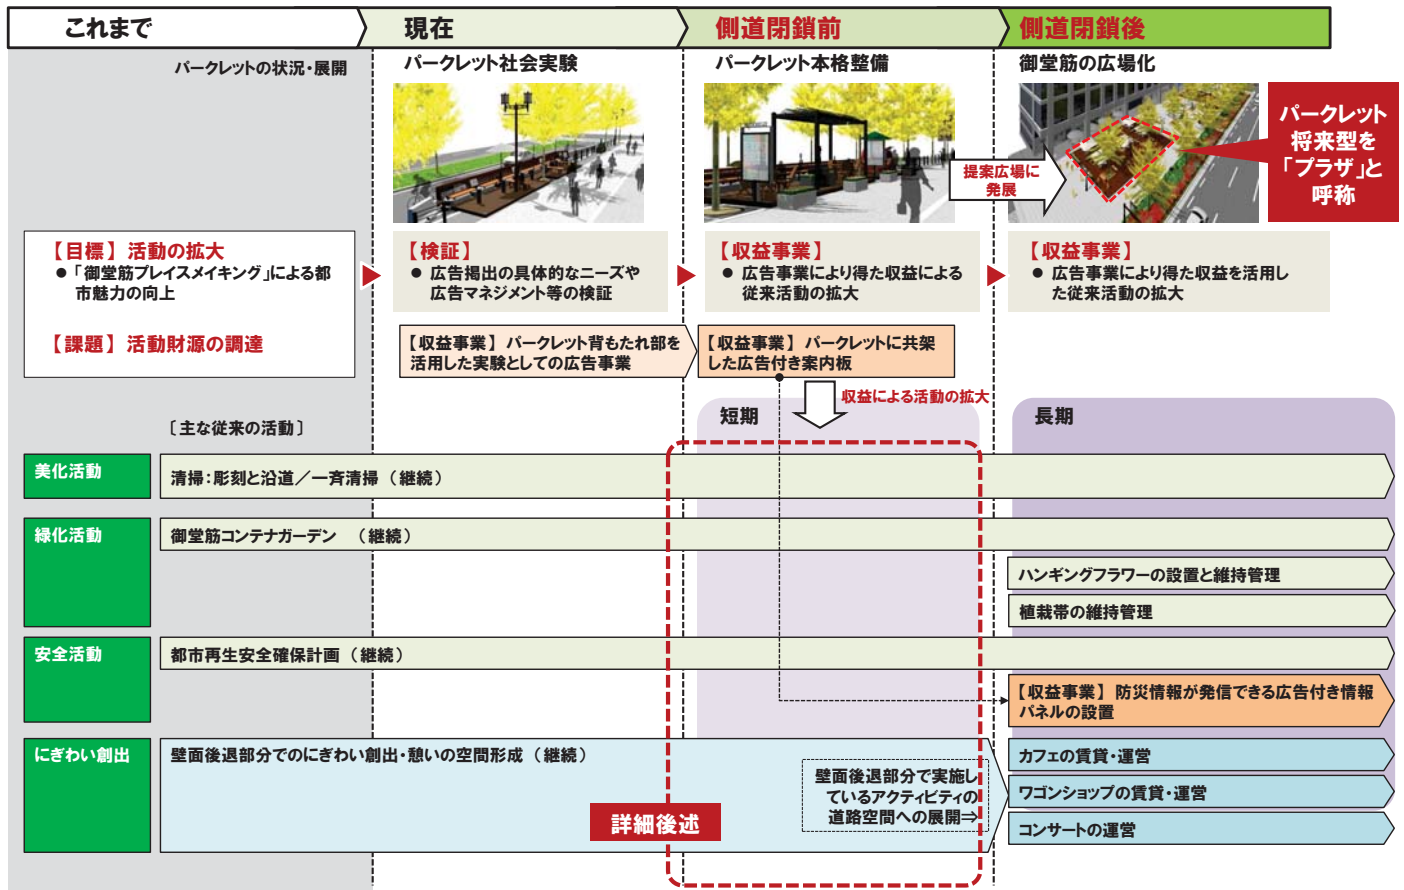 これまで
現在
側道閉鎖前
側道閉鎖後
パークレットの状況・展開
パークレット社会実験
パークレット本格整備
御堂筋の広場化
提案広場に
発展
パークレット
将来型を
「プラザ」と
呼称
【目標】活動の拡大
● 「御堂筋プレイスメイキング」による都
市魅力の向上
【課題】活動財源の調達
【検証】
● 広告掲出の具体的なニーズや
広告マネジメント等の検証
【収益事業】
● 広告事業により得た収益による
従来活動の拡大
【収益事業】
● 広告事業により得た収益を活用し
た従来活動の拡大
【収益事業】パークレット背もたれ部を
活用した実験としての広告事業
【収益事業】パークレットに共架
した広告付き案内板
収益による活動の拡大
短期
長期
〔主な従来の活動〕
美化活動
清掃：彫刻と沿道／一斉清掃（継続）
緑化活動
御堂筋コンテナガーデン （継続）
ハンギングフラワーの設置と維持管理
植栽帯の維持管理
安全活動
都市再生安全確保計画（継続）
【収益事業】防災情報が発信できる広告付き情報
パネルの設置
にぎわい創出
壁面後退部分でのにぎわい創出・憩いの空間形成（継続）
壁面後退部分で実施し
ているアクティビティの
道路空間への展開⇒
カフェの賃貸・運営
ワゴンショップの賃貸・運営
コンサートの運営
詳細後述